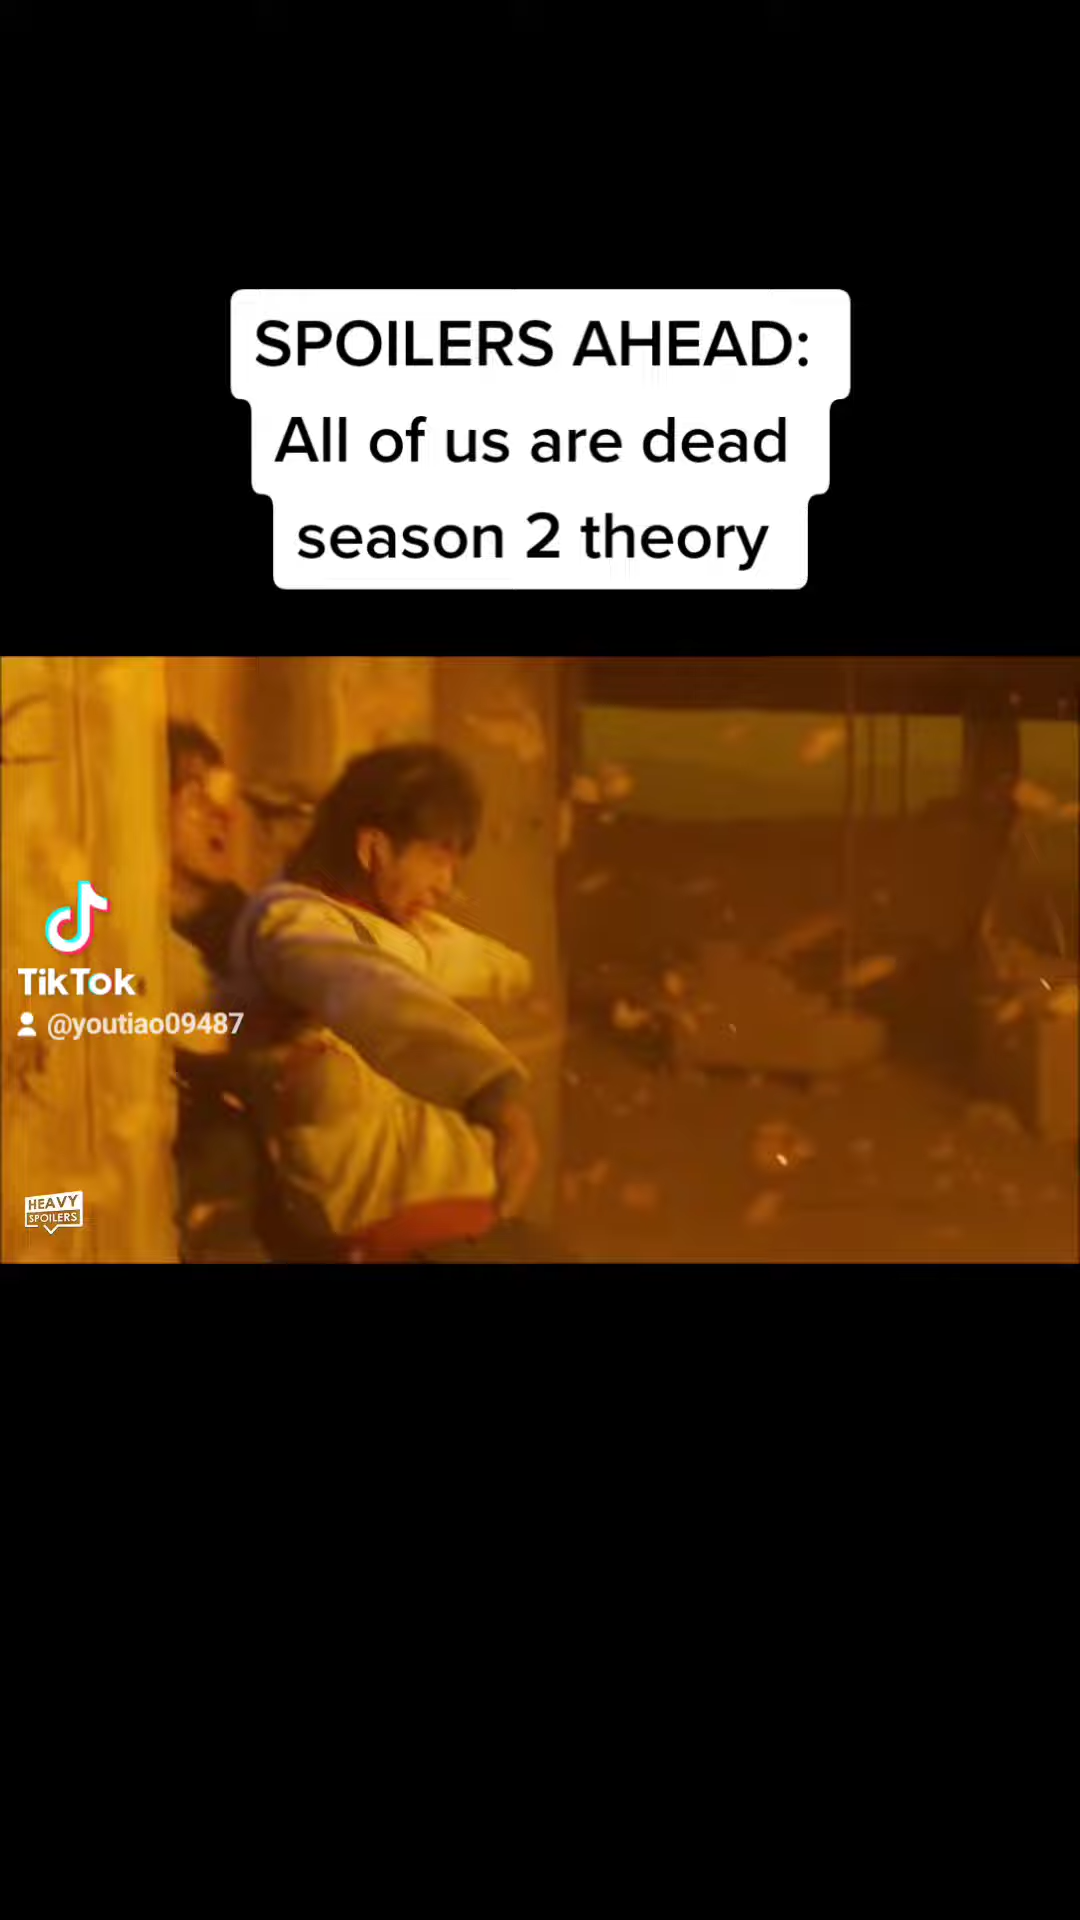 SPOILERS AHEAD:
All of us are dead
season 2 theory
TikTok
@youtiao09487
HEAVY
SPOILERS